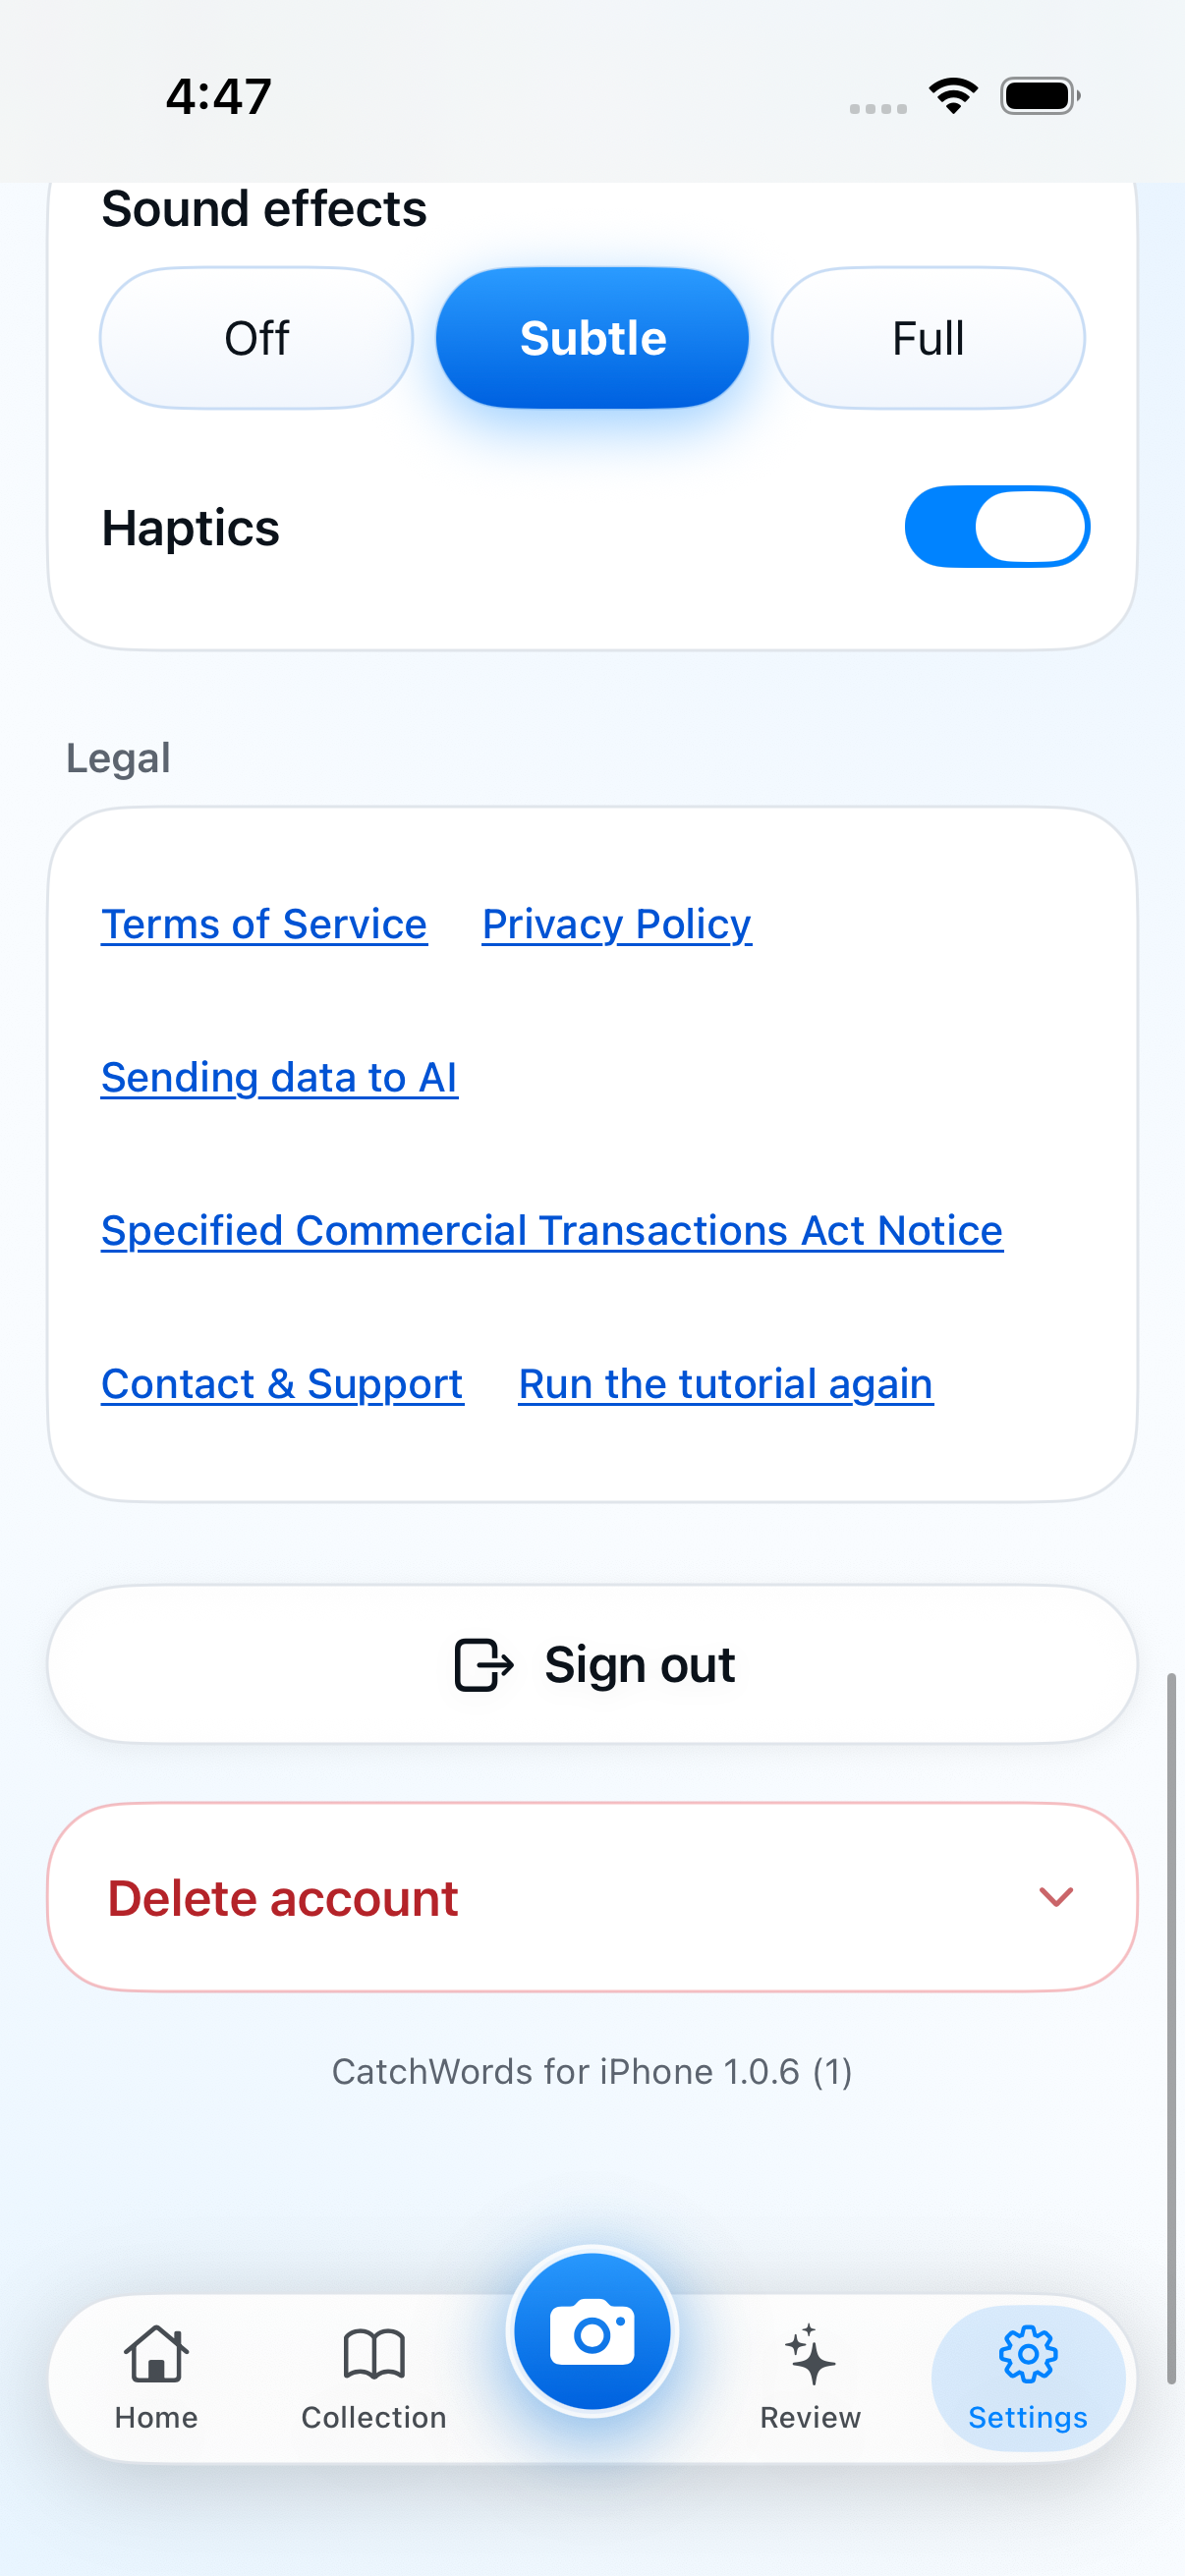 4:47
Sound effects
Off Subtle Full
Haptics
Legal
Terms of Service Privacy Policy
Sending data to AI
Specified Commercial Transactions Act Notice
Contact & Support Run the tutorial again
Sign out
Delete account
CatchWords for iPhone 1.0.6 (1)
Home Collection Review Settings